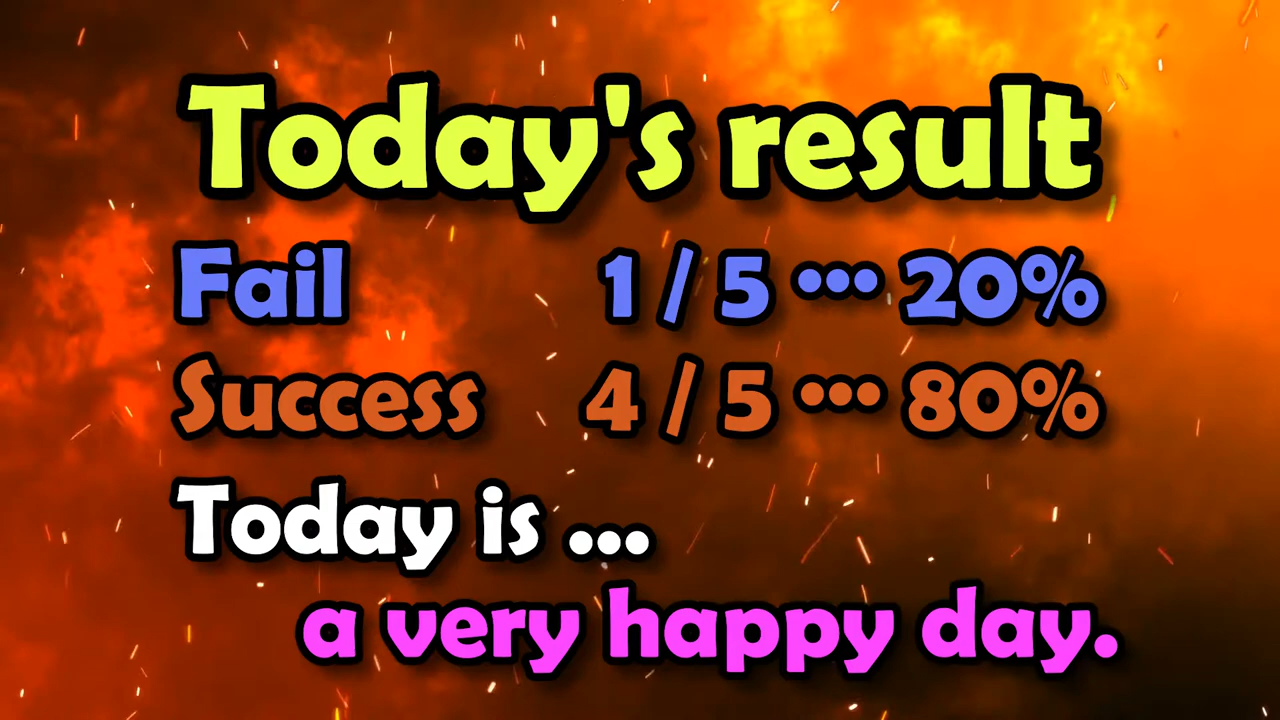 Today's result
Fail 1 / 5 ··· 20%
Success 4 / 5 ··· 80%
Today is ...
a very happy day.